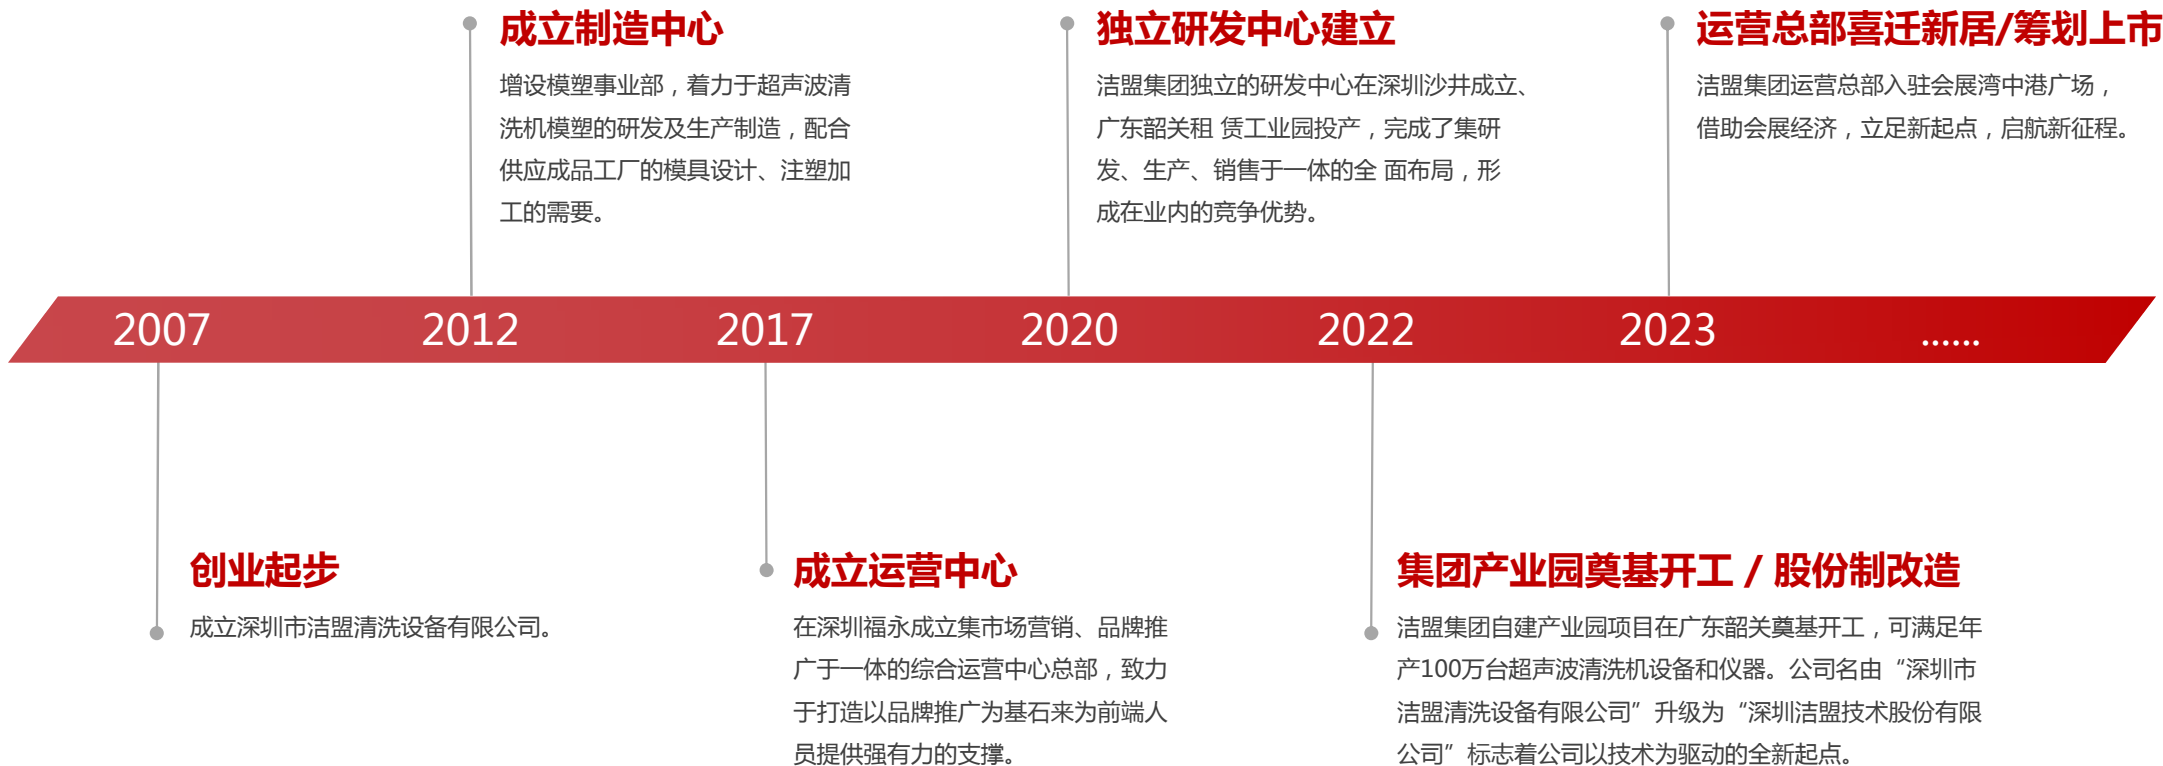 成立制造中心
增设模塑事业部，着力于超声波清
洗机模塑的研发及生产制造，配合
供应成品工厂的模具设计、注塑加
工的需要。
独立研发中心建立
洁盟集团独立的研发中心在深圳沙井成立、
广东韶关租 赁工业园投产，完成了集研
发、生产、销售于一体的全 面布局，形
成在业内的竞争优势。
运营总部喜迁新居/筹划上市
洁盟集团运营总部入驻会展湾中港广场，
借助会展经济，立足新起点，启航新征程。
2007 2012 2017 2020 2022 2023 ......
创业起步
成立深圳市洁盟清洗设备有限公司。
成立运营中心
在深圳福永成立集市场营销、品牌推
广于一体的综合运营中心总部，致力
于打造以品牌推广为基石来为前端人
员提供强有力的支撑。
集团产业园奠基开工 / 股份制改造
洁盟集团自建产业园项目在广东韶关奠基开工，可满足年
产100万台超声波清洗机设备和仪器。公司名由“深圳市
洁盟清洗设备有限公司”升级为“深圳洁盟技术股份有限
公司”标志着公司以技术为驱动的全新起点。